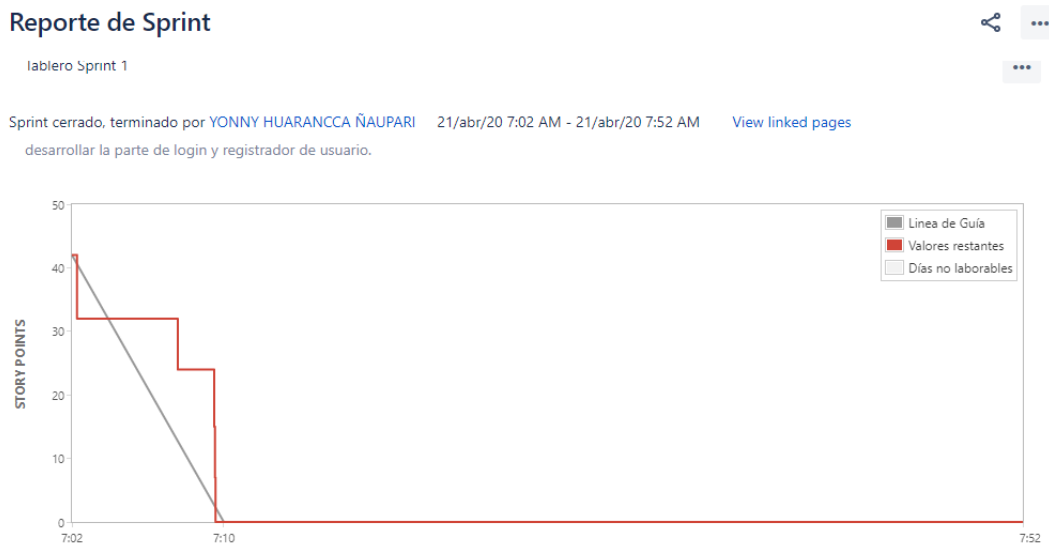 Reporte de Sprint
Tablero Sprint 1
Sprint cerrado, terminado por YONNY HUARANCCA ÑAUPARI 21/abr/20 7:02 AM - 21/abr/20 7:52 AM View linked pages
desarrollar la parte de login y registrador de usuario.
50
40
30
20
10
0
STORY POINTS
Linea de Guía
Valores restantes
Días no laborables
7:02 7:10 7:52